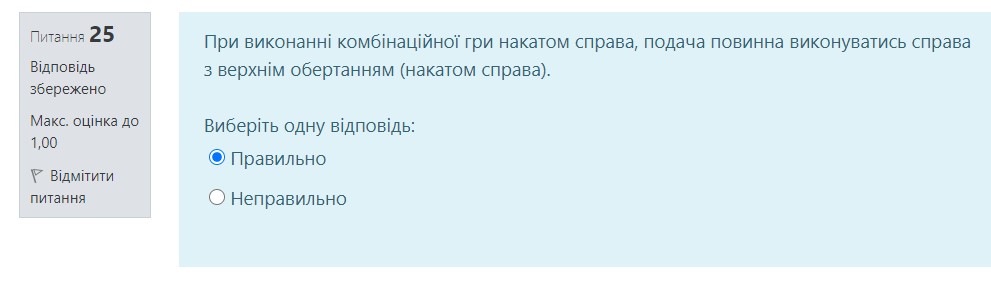 Питання 25
Відповідь
збережено
Макс. оцінка до
1,00
Відмітити
питання
При виконанні комбінаційної гри накатом справа, подача повинна виконуватись справа
з верхнім обертанням (накатом справа).
Виберіть одну відповідь:
Правильно
Неправильно